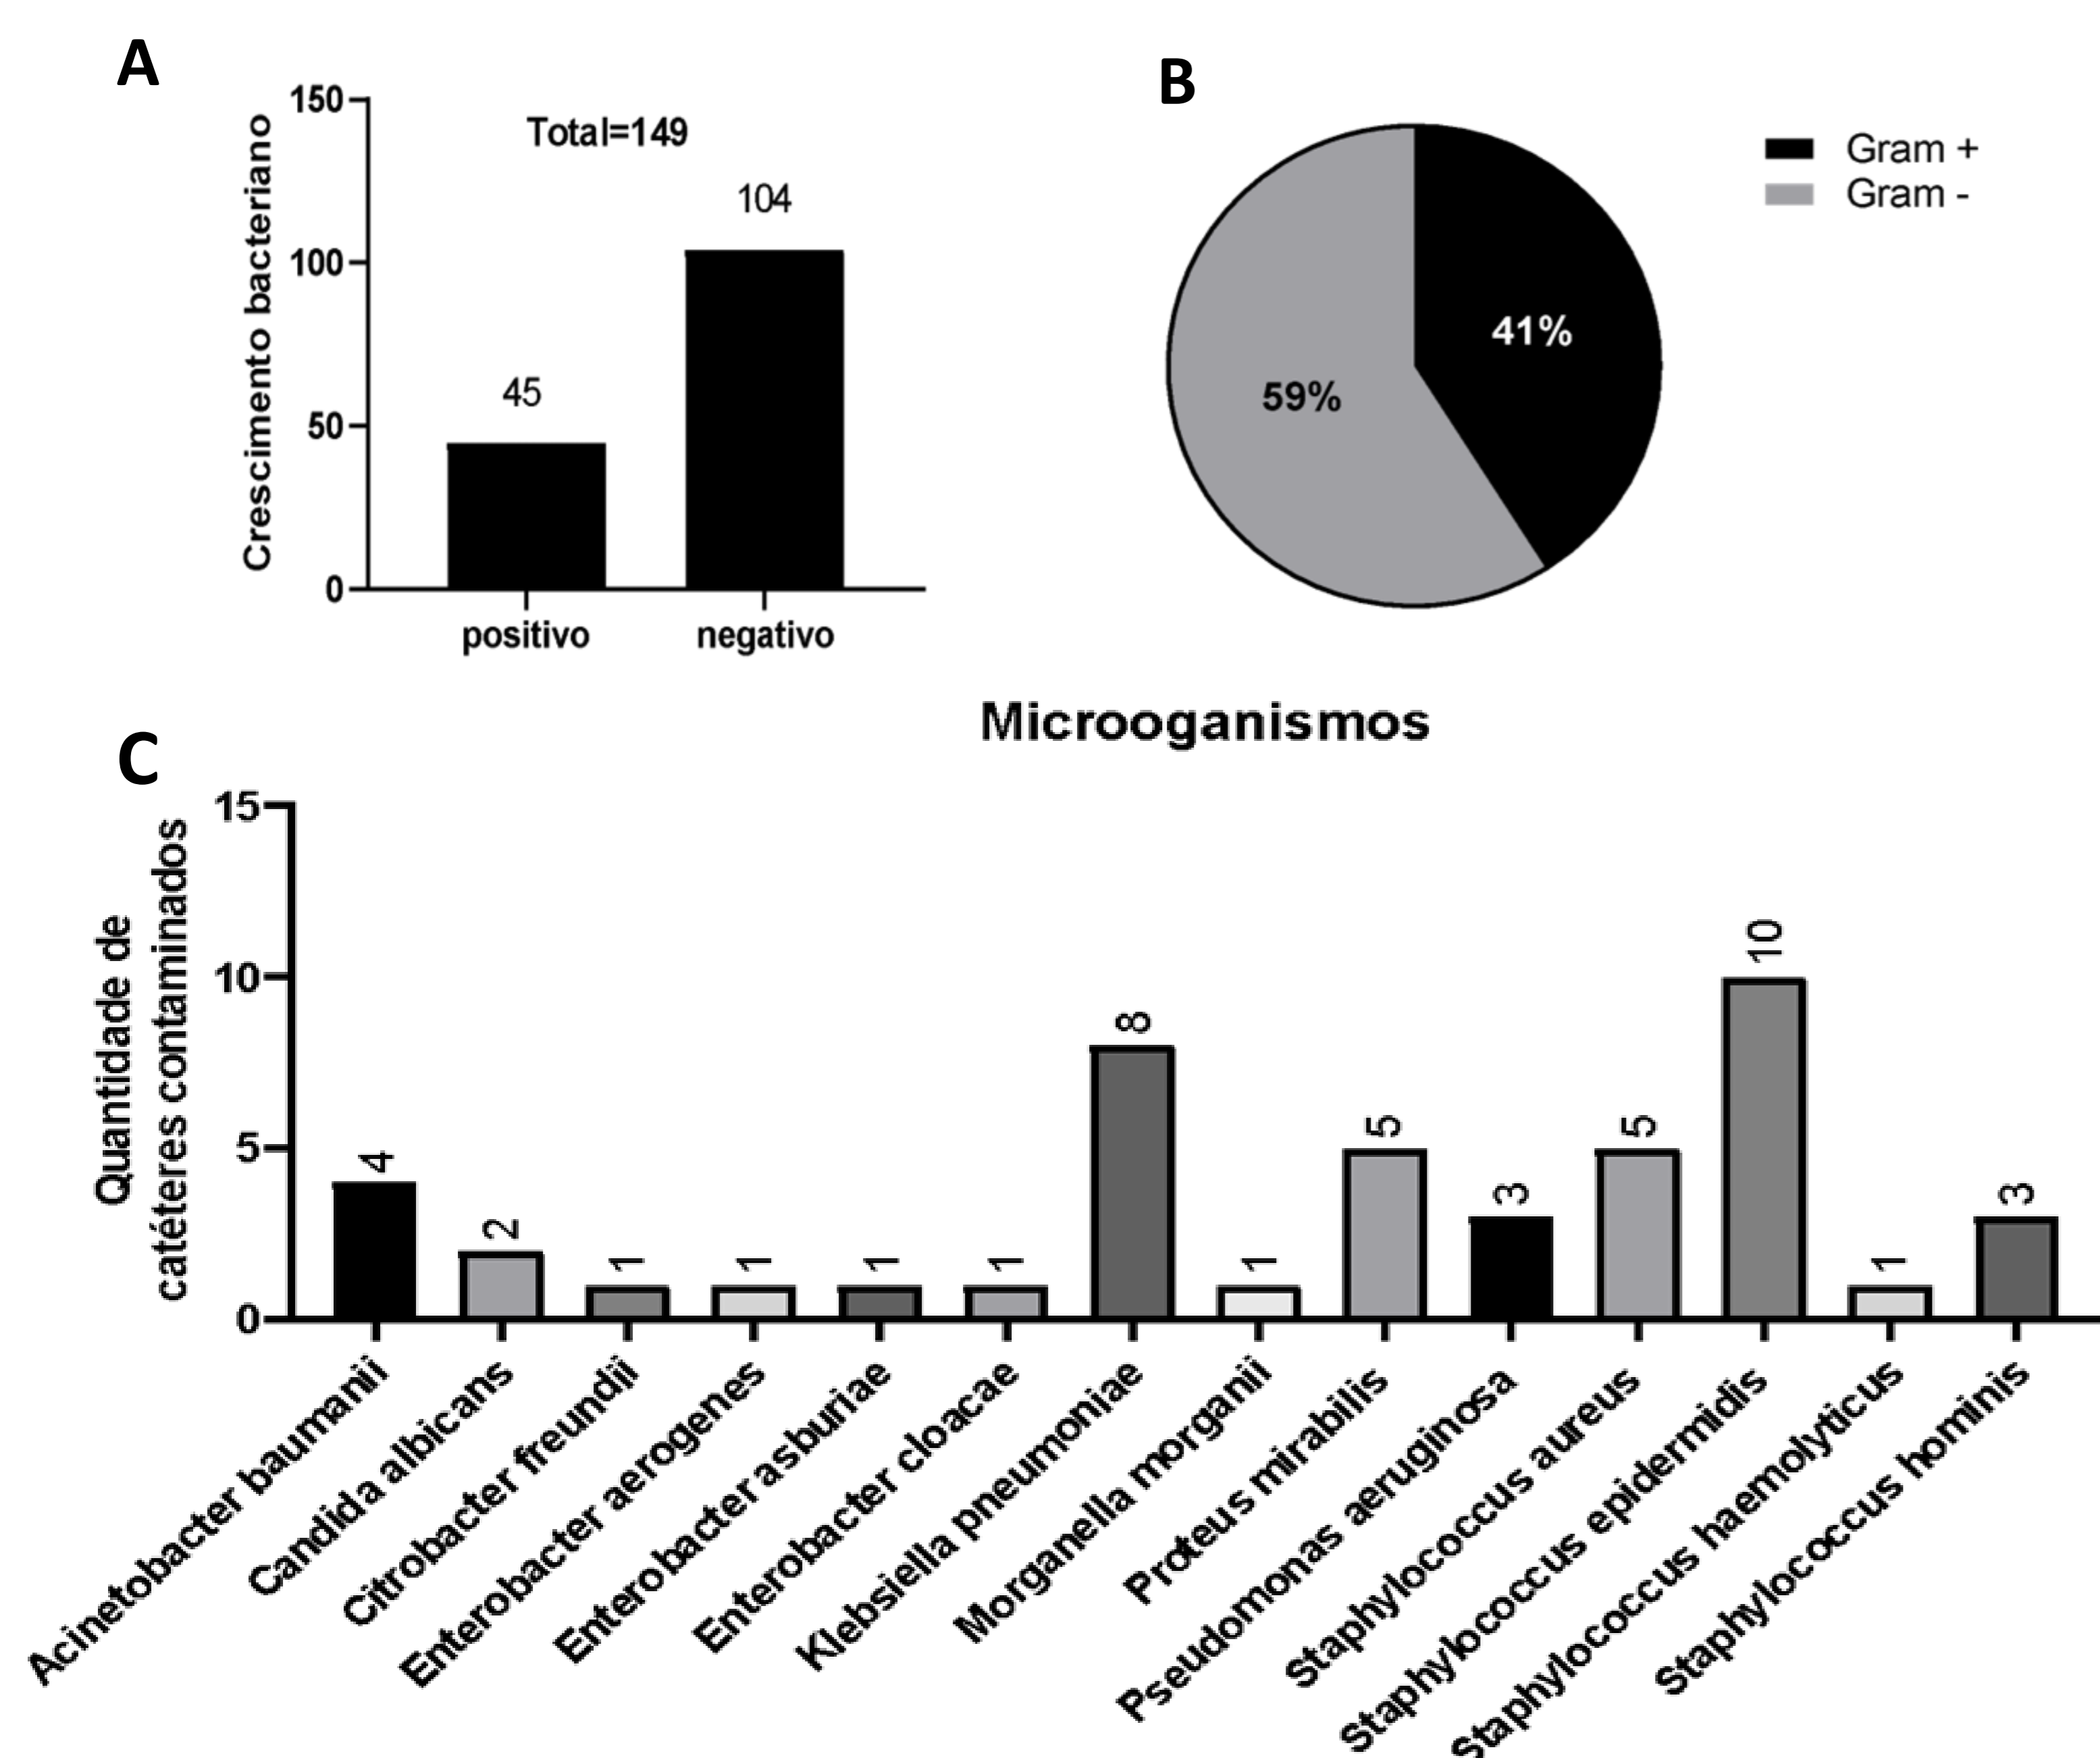 A
150
100
50
0
Crescimento bacteriano
Total=149
45
104
positivo
negativo
B
41%
59%
Gram +
Gram -
Microoganismos
C
Quantidade de
catéteres contaminados
15
10
5
0
4
2
1
1
1
1
8
1
5
3
5
10
1
3
Acinetobacter baumanii
Candida albicans
Citrobacter freundii
Enterobacter aerogenes
Enterobacter asburiae
Enterobacter cloacae
Klebsiella pneumoniae
Morganella morganii
Proteus mirabilis
Pseudomonas aeruginosa
Staphylococcus aureus
Staphylococcus epidermidis
Staphylococcus haemolyticus
Staphylococcus hominis